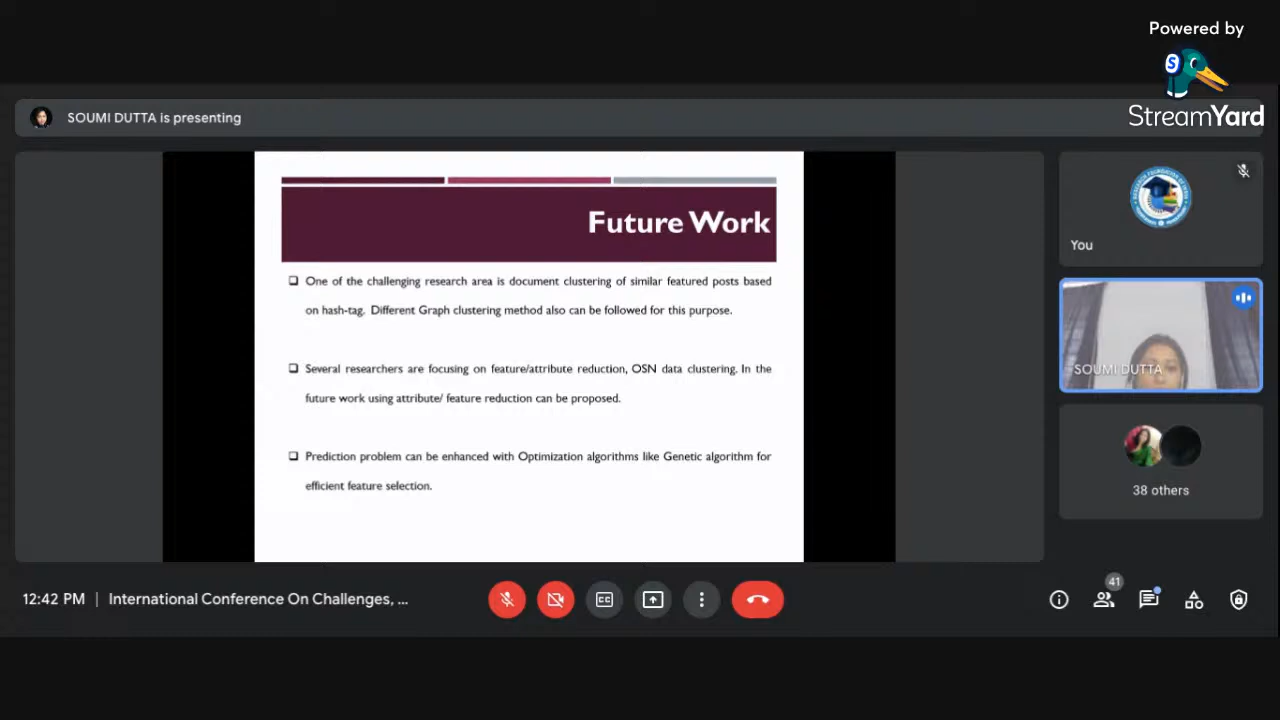 Powered by
S
StreamYard
SOUMI DUTTA is presenting
Future Work
One of the challenging research area is document clustering of similar featured posts based
on hash-tag. Different Graph clustering method also can be followed for this purpose.
Several researchers are focusing on feature/attribute reduction, OSN data clustering. In the
future work using attribute/ feature reduction can be proposed.
Prediction problem can be enhanced with Optimization algorithms like Genetic algorithm for
efficient feature selection.
You
SOUMI DUTTA
38 others
12:42 PM | International Conference On Challenges, ...
CC
41